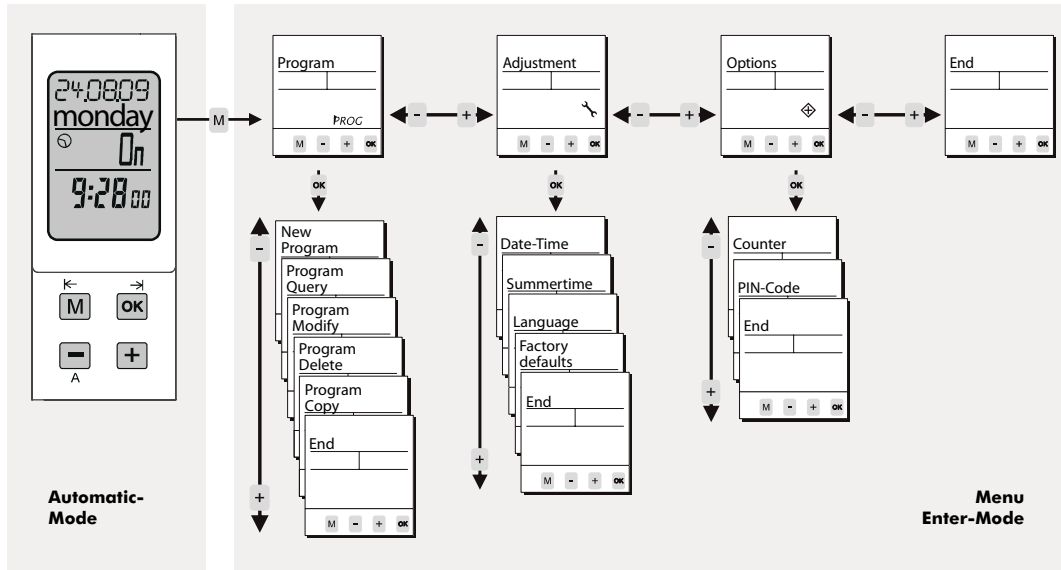 24.08.09
monday
On
9:28 00
M
OK
-
+
A
Automatic-
Mode
M
Program
PROG
M - + OK
- +
Adjustment
M - + OK
- +
Options
M - + OK
- +
End
M - + OK
OK
-
+
New
Program
Program
Query
Program
Modify
Program
Delete
Program
Copy
End
M - + OK
OK
-
+
Date-Time
Summertime
Language
Factory
defaults
End
M - + OK
OK
-
+
Counter
PIN-Code
End
M - + OK
Menu
Enter-Mode